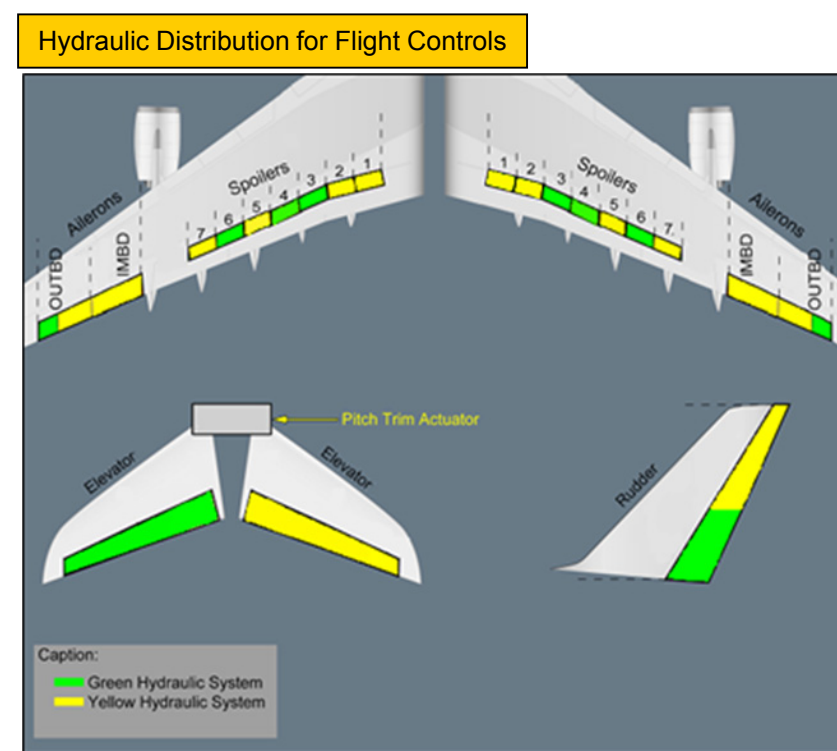 Hydraulic Distribution for Flight Controls
Ailerons
OUTBD
IMBD
Spoilers
7 6 5 4 3 2 1
Spoilers
1 2 3 4 5 6 7.
Ailerons
IMBD
OUTBD
Pitch Trim Actuator
Elevator
Elevator
Rudder
Caption:
Green Hydraulic System
Yellow Hydraulic System